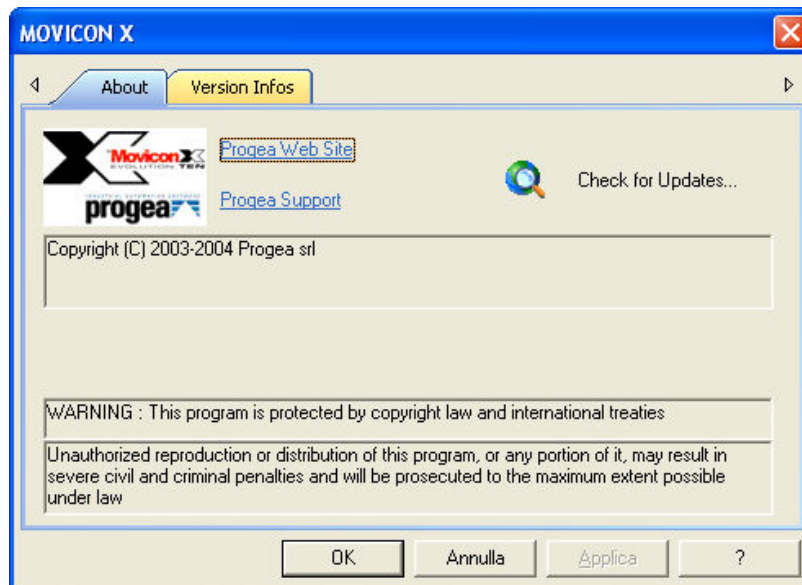 MOVICON X
About
Version Infos
MoviconX
EVOLUTION TEN
progea
Progea Web Site
Progea Support
Check for Updates...
Copyright (C) 2003-2004 Progea srl
WARNING : This program is protected by copyright law and international treaties
Unauthorized reproduction or distribution of this program, or any portion of it, may result in
severe civil and criminal penalties and will be prosecuted to the maximum extent possible
under law
OK
Annulla
Applica
?